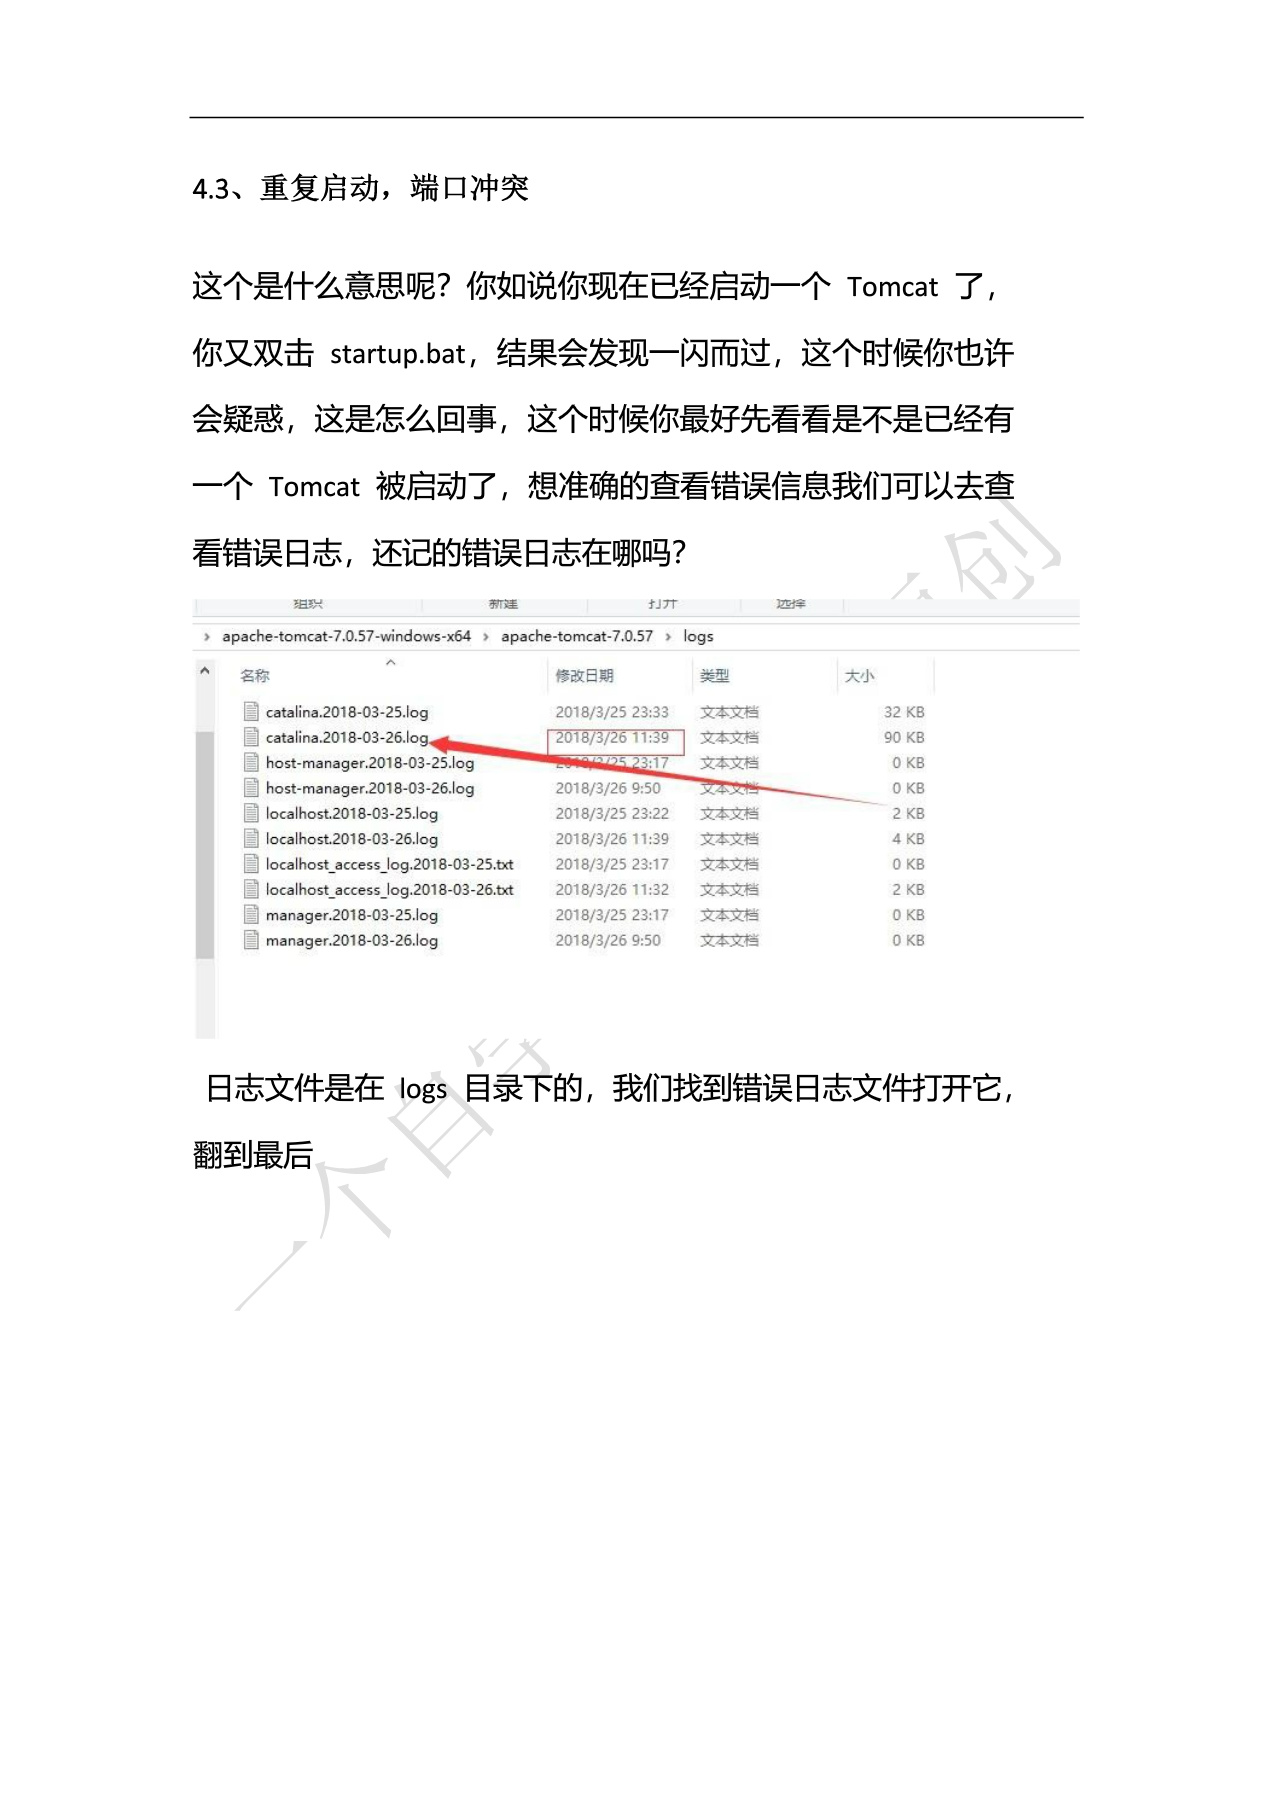 4.3、重复启动，端口冲突
这个是什么意思呢？你如说你现在已经启动一个 Tomcat 了，
你又双击 startup.bat，结果会发现一闪而过，这个时候你也许
会疑惑，这是怎么回事，这个时候你最好先看看是不是已经有
一个 Tomcat 被启动了，想准确的查看错误信息我们可以去查
看错误日志，还记的错误日志在哪吗？
组织 新建 打开 选择
› apache-tomcat-7.0.57-windows-x64 › apache-tomcat-7.0.57 › logs
名称 修改日期 类型 大小
catalina.2018-03-25.log 2018/3/25 23:33 文本文档 32 KB
catalina.2018-03-26.log 2018/3/26 11:39 文本文档 90 KB
host-manager.2018-03-25.log 2018/3/25 23:17 文本文档 0 KB
host-manager.2018-03-26.log 2018/3/26 9:50 文本文档 0 KB
localhost.2018-03-25.log 2018/3/25 23:22 文本文档 2 KB
localhost.2018-03-26.log 2018/3/26 11:39 文本文档 4 KB
localhost_access_log.2018-03-25.txt 2018/3/25 23:17 文本文档 0 KB
localhost_access_log.2018-03-26.txt 2018/3/26 11:32 文本文档 2 KB
manager.2018-03-25.log 2018/3/25 23:17 文本文档 0 KB
manager.2018-03-26.log 2018/3/26 9:50 文本文档 0 KB
日志文件是在 logs 目录下的，我们找到错误日志文件打开它，
翻到最后
一个自
创